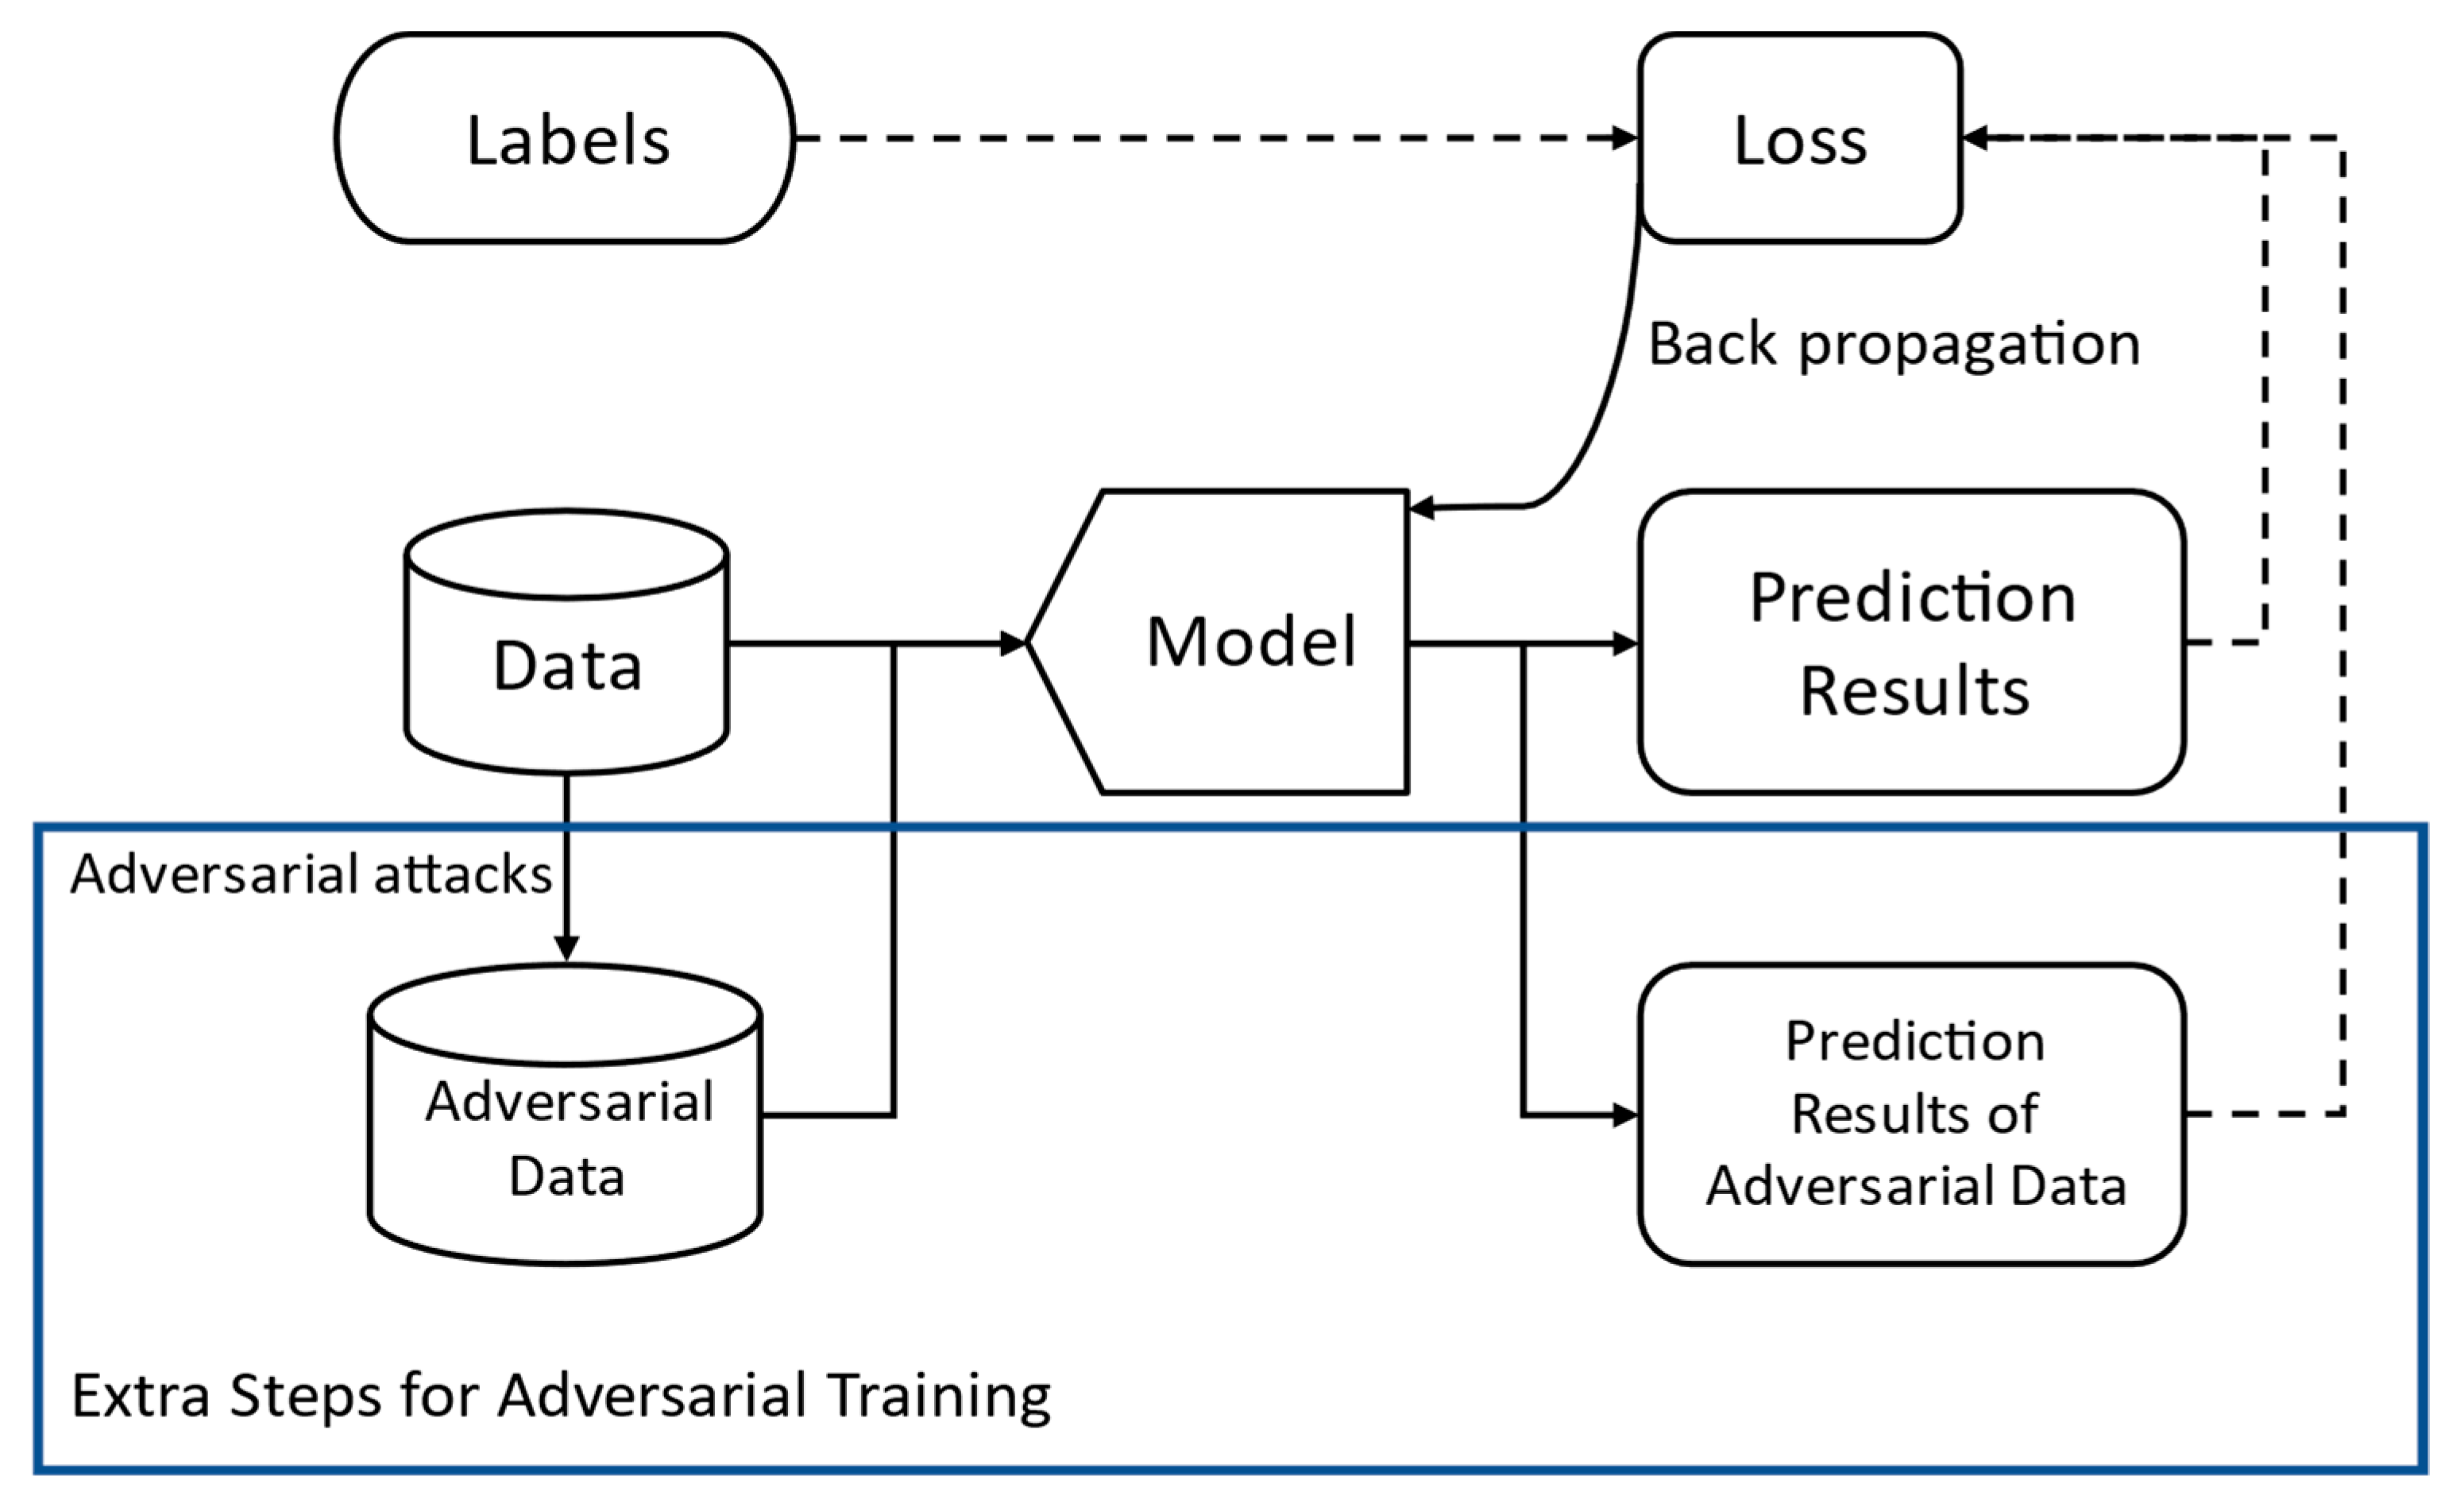 Labels
Loss
Back propagation
Data
Model
Prediction
Results
Adversarial attacks
Adversarial
Data
Prediction
Results of
Adversarial Data
Extra Steps for Adversarial Training